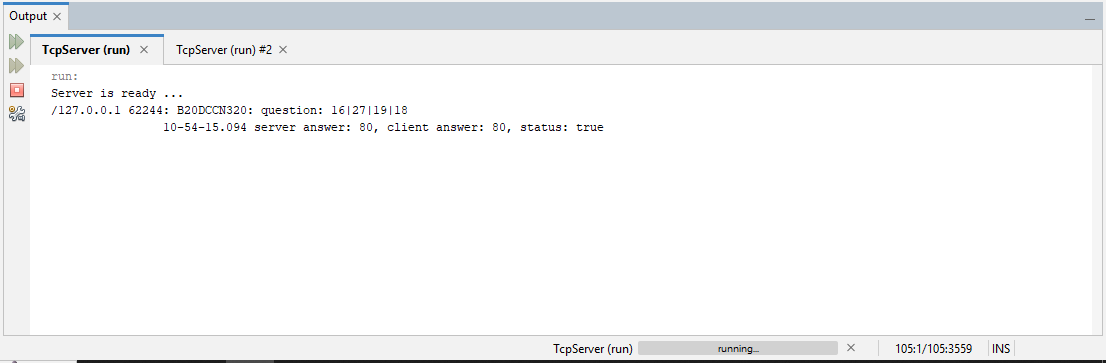 Output
TcpServer (run)
TcpServer (run) #2
run:
Server is ready ...
/127.0.0.1 62244: B20DCCN320: question: 16|27|19|18
10-54-15.094 server answer: 80, client answer: 80, status: true
TcpServer (run)
running...
105:1/105:3559
INS